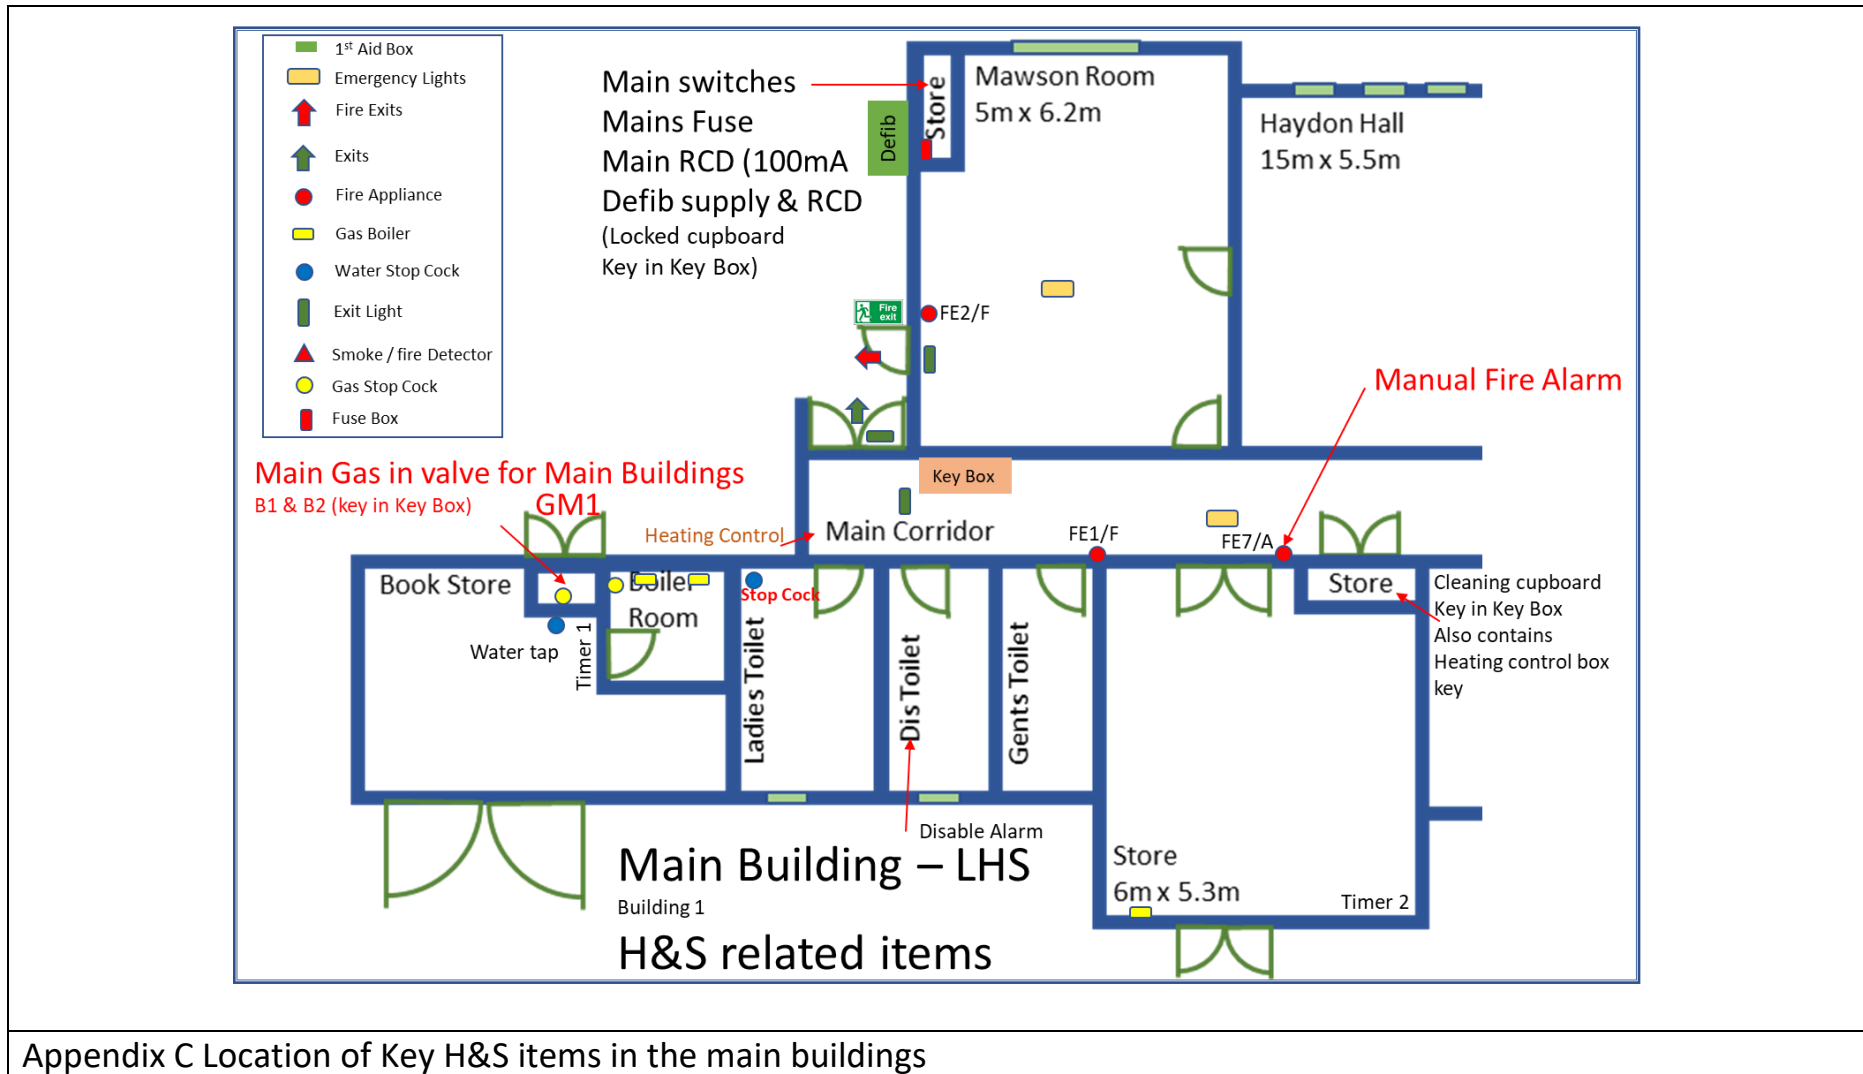 1st Aid Box
Emergency Lights
Fire Exits
Exits
Fire Appliance
Gas Boiler
Water Stop Cock
Exit Light
Smoke / fire Detector
Gas Stop Cock
Fuse Box
Main switches
Mains Fuse
Main RCD (100mA
Defib supply & RCD
(Locked cupboard
Key in Key Box)
Defib
Store
Mawson Room
5m x 6.2m
Haydon Hall
15m x 5.5m
Fire
exit
FE2/F
Manual Fire Alarm
Main Gas in valve for Main Buildings
B1 & B2 (key in Key Box)
GM1
Key Box
Heating Control
Main Corridor
FE1/F
FE7/A
Book Store
Boiler
Room
Stop Cock
Water tap
Timer 1
Ladies Toilet
Dis Toilet
Gents Toilet
Store
Cleaning cupboard
Key in Key Box
Also contains
Heating control box
key
Disable Alarm
Main Building – LHS
Building 1
H&S related items
Store
6m x 5.3m
Timer 2
Appendix C Location of Key H&S items in the main buildings